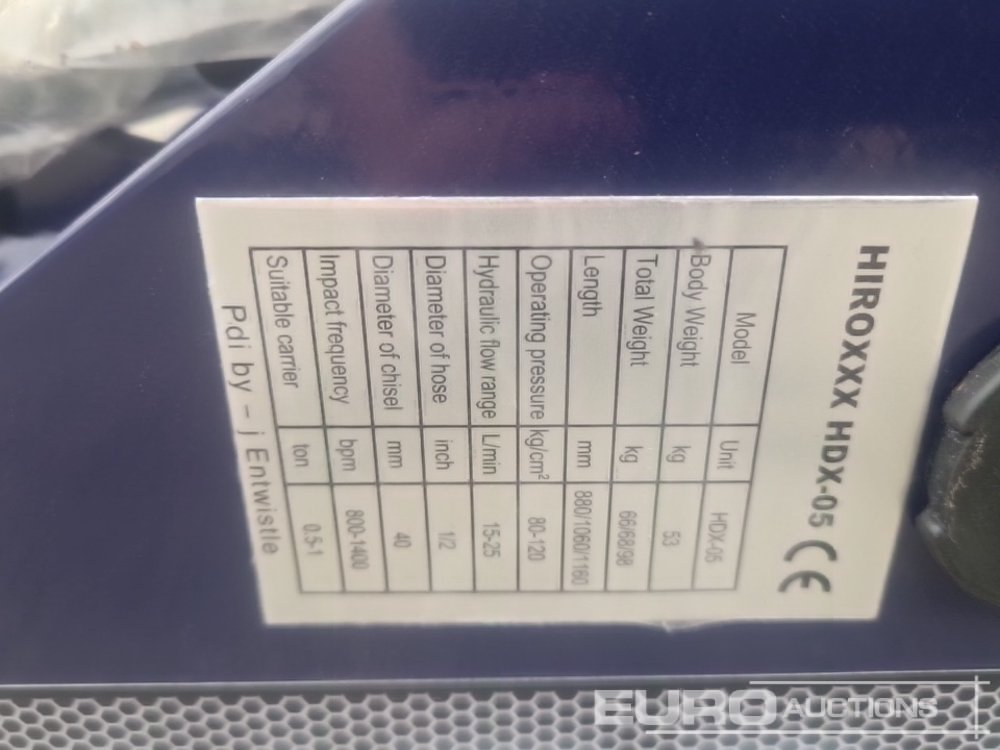 HIROXXX HDX-05 CE
Model Unit HDX-05
Body Weight kg 53
Total Weight kg 66/68/98
Length mm 880/1060/1160
Operating pressure kg/cm² 80-120
Hydraulic flow range L/min 15-25
Diameter of hose inch 1/2
Diameter of chisel mm 40
Impact frequency bpm 800-1400
Suitable carrier ton 0.5-1
Pdi by - j Entwistle
EURO AUCTIONS